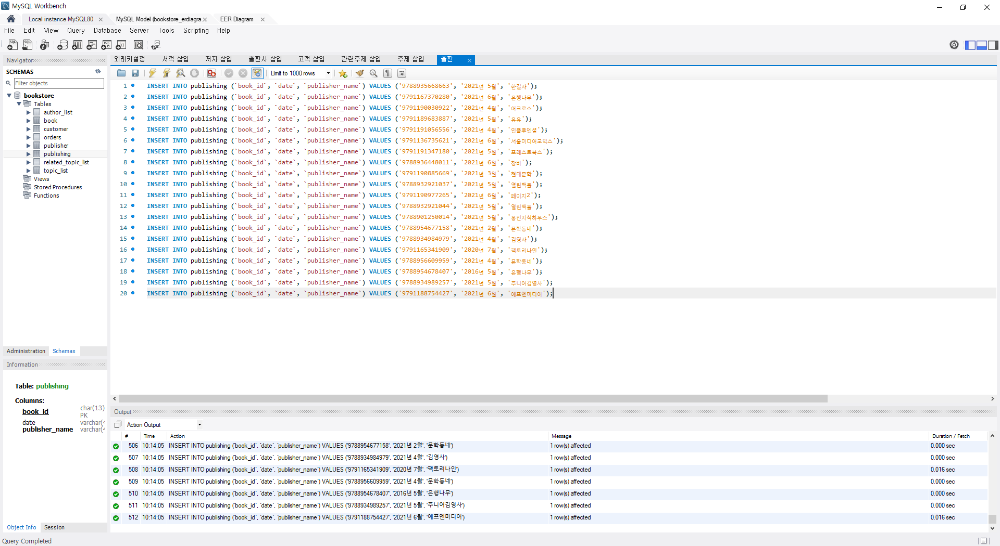 MySQL Workbench
Local instance MySQL80
MySQL Model (bookstore_erdiagra.
EER Diagram
File Edit View Query Database Server Tools Scripting Help
Navigator
SCHEMAS
Filter objects
bookstore
Tables
author_list
book
customer
orders
publisher
publishing
related_topic_list
topic_list
Views
Stored Procedures
Functions
Administration Schemas
Information
Table: publishing
Columns:
book_id char(13) PK
date varchar(4
publisher_name varchar(4
Object Info Session
외래키설정 서적 삽입 저자 삽입 출판사 삽입 고객 삽입 관련주제 삽입 주제 삽입 출판
Limit to 1000 rows
1 INSERT INTO publishing (`book_id`, `date`, `publisher_name`) VALUES ('9788935668663', '2021년 5월', '한길사');
2 INSERT INTO publishing (`book_id`, `date`, `publisher_name`) VALUES ('9791167370280', '2021년 6월', '은행나무');
3 INSERT INTO publishing (`book_id`, `date`, `publisher_name`) VALUES ('9791190030922', '2021년 4월', '어크로스');
4 INSERT INTO publishing (`book_id`, `date`, `publisher_name`) VALUES ('9791189683887', '2021년 5월', '유유');
5 INSERT INTO publishing (`book_id`, `date`, `publisher_name`) VALUES ('9791191056556', '2021년 4월', '인플루엔셜');
6 INSERT INTO publishing (`book_id`, `date`, `publisher_name`) VALUES ('9791136735621', '2021년 6월', '서울미디어코믹스');
7 INSERT INTO publishing (`book_id`, `date`, `publisher_name`) VALUES ('9791191347180', '2021년 5월', '포레스트북스');
8 INSERT INTO publishing (`book_id`, `date`, `publisher_name`) VALUES ('9788936448011', '2021년 6월', '창비');
9 INSERT INTO publishing (`book_id`, `date`, `publisher_name`) VALUES ('9791190885669', '2021년 3월', '현대문학');
10 INSERT INTO publishing (`book_id`, `date`, `publisher_name`) VALUES ('9788932921037', '2021년 5월', '열린책들');
11 INSERT INTO publishing (`book_id`, `date`, `publisher_name`) VALUES ('9791190977265', '2021년 6월', '페이지2');
12 INSERT INTO publishing (`book_id`, `date`, `publisher_name`) VALUES ('9788932921044', '2021년 5월', '열린책들');
13 INSERT INTO publishing (`book_id`, `date`, `publisher_name`) VALUES ('9788901250014', '2021년 5월', '웅진지식하우스');
14 INSERT INTO publishing (`book_id`, `date`, `publisher_name`) VALUES ('9788954677158', '2021년 2월', '문학동네');
15 INSERT INTO publishing (`book_id`, `date`, `publisher_name`) VALUES ('9788934984979', '2021년 4월', '김영사');
16 INSERT INTO publishing (`book_id`, `date`, `publisher_name`) VALUES ('9791165341909', '2020년 7월', '팩토리나인');
17 INSERT INTO publishing (`book_id`, `date`, `publisher_name`) VALUES ('9788956609959', '2021년 4월', '문학동네');
18 INSERT INTO publishing (`book_id`, `date`, `publisher_name`) VALUES ('9788954678407', '2016년 5월', '은행나무');
19 INSERT INTO publishing (`book_id`, `date`, `publisher_name`) VALUES ('9788934989257', '2021년 5월', '주니어김영사');
20 INSERT INTO publishing (`book_id`, `date`, `publisher_name`) VALUES ('9791188754427', '2021년 6월', '에프엔미디어');
Output
Action Output
# Time Action Message Duration / Fetch
506 10:14:05 INSERT INTO publishing (`book_id`, `date`, `publisher_name`) VALUES ('9788954677158', '2021년 2월', '문학동네') 1 row(s) affected 0.000 sec
507 10:14:05 INSERT INTO publishing (`book_id`, `date`, `publisher_name`) VALUES ('9788934984979', '2021년 4월', '김영사') 1 row(s) affected 0.000 sec
508 10:14:05 INSERT INTO publishing (`book_id`, `date`, `publisher_name`) VALUES ('9791165341909', '2020년 7월', '팩토리나인') 1 row(s) affected 0.016 sec
509 10:14:05 INSERT INTO publishing (`book_id`, `date`, `publisher_name`) VALUES ('9788956609959', '2021년 4월', '문학동네') 1 row(s) affected 0.000 sec
510 10:14:05 INSERT INTO publishing (`book_id`, `date`, `publisher_name`) VALUES ('9788954678407', '2016년 5월', '은행나무') 1 row(s) affected 0.000 sec
511 10:14:05 INSERT INTO publishing (`book_id`, `date`, `publisher_name`) VALUES ('9788934989257', '2021년 5월', '주니어김영사') 1 row(s) affected 0.000 sec
512 10:14:05 INSERT INTO publishing (`book_id`, `date`, `publisher_name`) VALUES ('9791188754427', '2021년 6월', '에프엔미디어') 1 row(s) affected 0.016 sec
Query Completed